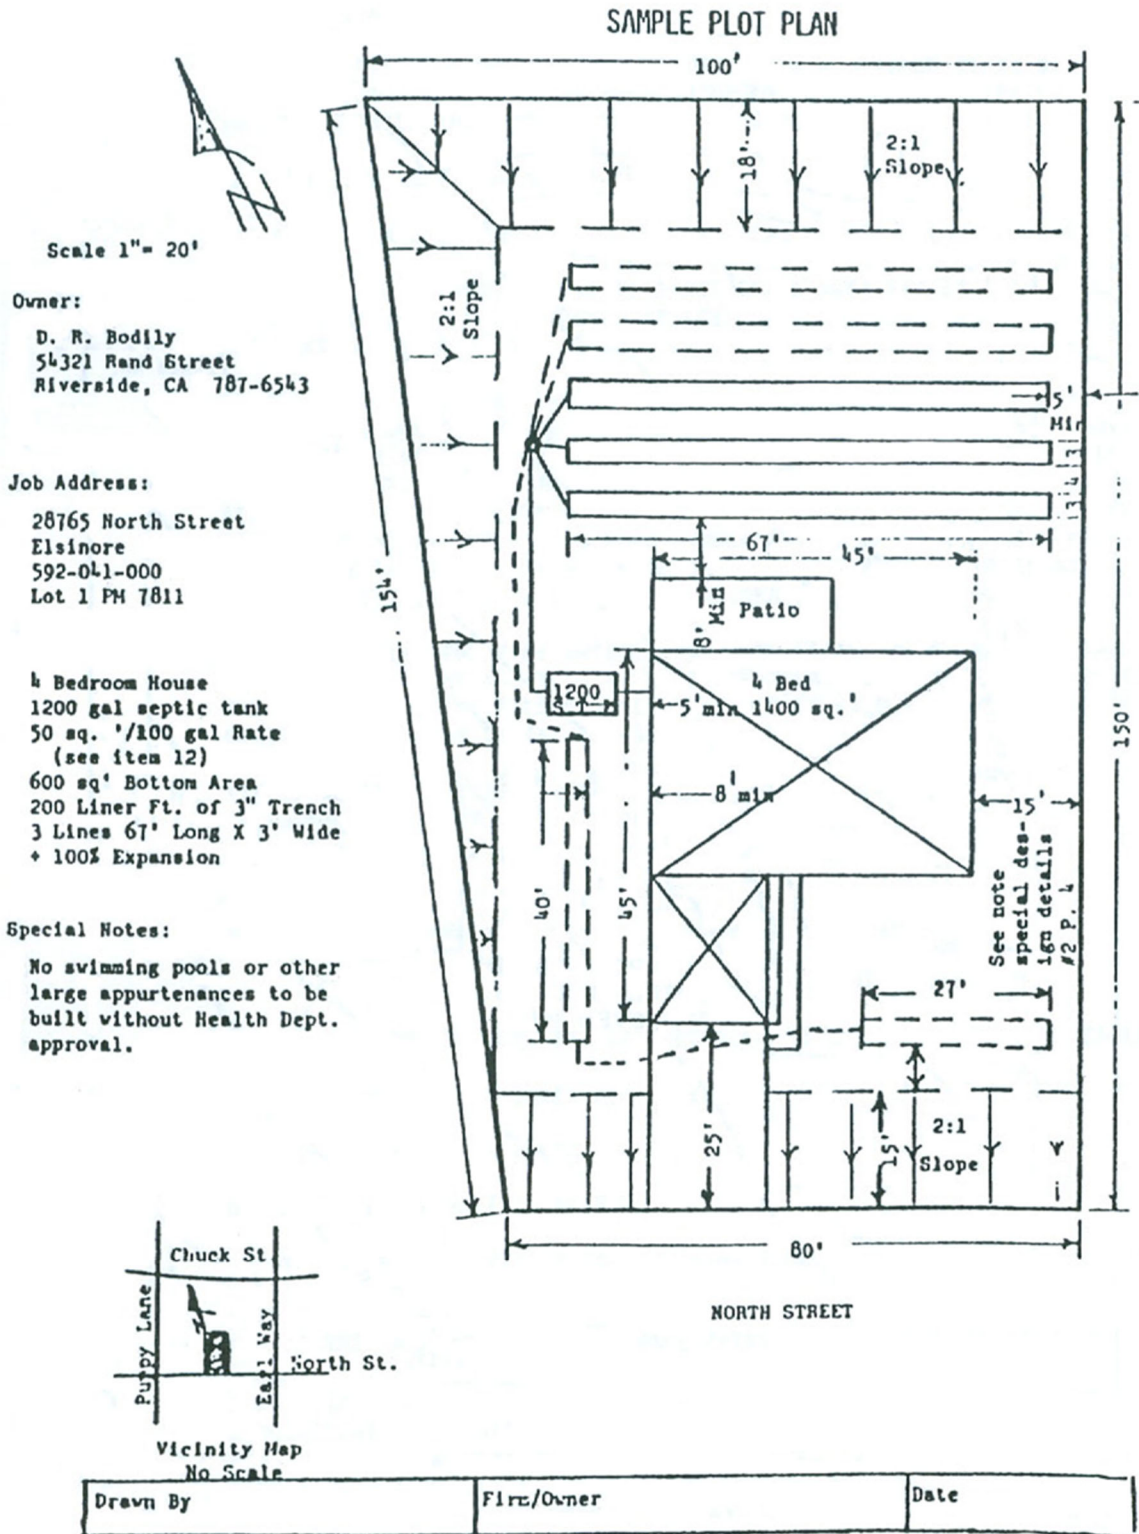 SAMPLE PLOT PLAN
100'
18'
2:1
Slope
Scale 1"= 20'
2:1
Slope
Owner:
D. R. Bodily
54321 Rand Street
Riverside, CA 787-6543
5'
Min
3
4
3
Job Address:
28765 North Street
Elsinore
592-041-000
Lot 1 PM 7811
67'
45'
154'
8' Min
Patio
4 Bedroom House
1200 gal septic tank
50 sq. '/100 gal Rate
(see item 12)
600 sq' Bottom Area
200 Liner Ft. of 3" Trench
3 Lines 67' Long X 3' Wide
+ 100% Expansion
1200
4 Bed
5'min 1400 sq.'
150'
8'min
15'
40'
45'
See note
special des-
ign details
#2 P. 4
Special Notes:
No swimming pools or other
large appurtenances to be
built without Health Dept.
approval.
27'
25'
15'
2:1
Slope
80'
NORTH STREET
Chuck St
Puppy Lane
Earl Way
North St.
Vicinity Map
No Scale
Drawn By
Firm/Owner
Date